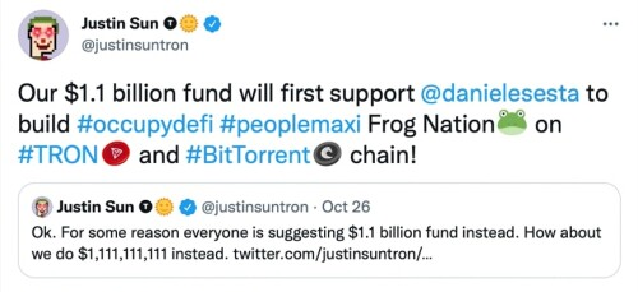 Justin Sun
@justinsuntron
Our $1.1 billion fund will first support @danielesesta to
build #occupydefi #peoplemaxi Frog Nation🐸 on
#TRON and #BitTorrent chain!
Justin Sun @justinsuntron · Oct 26
Ok. For some reason everyone is suggesting $1.1 billion fund instead. How about
we do $1,111,111,111 instead. twitter.com/justinsuntron/...